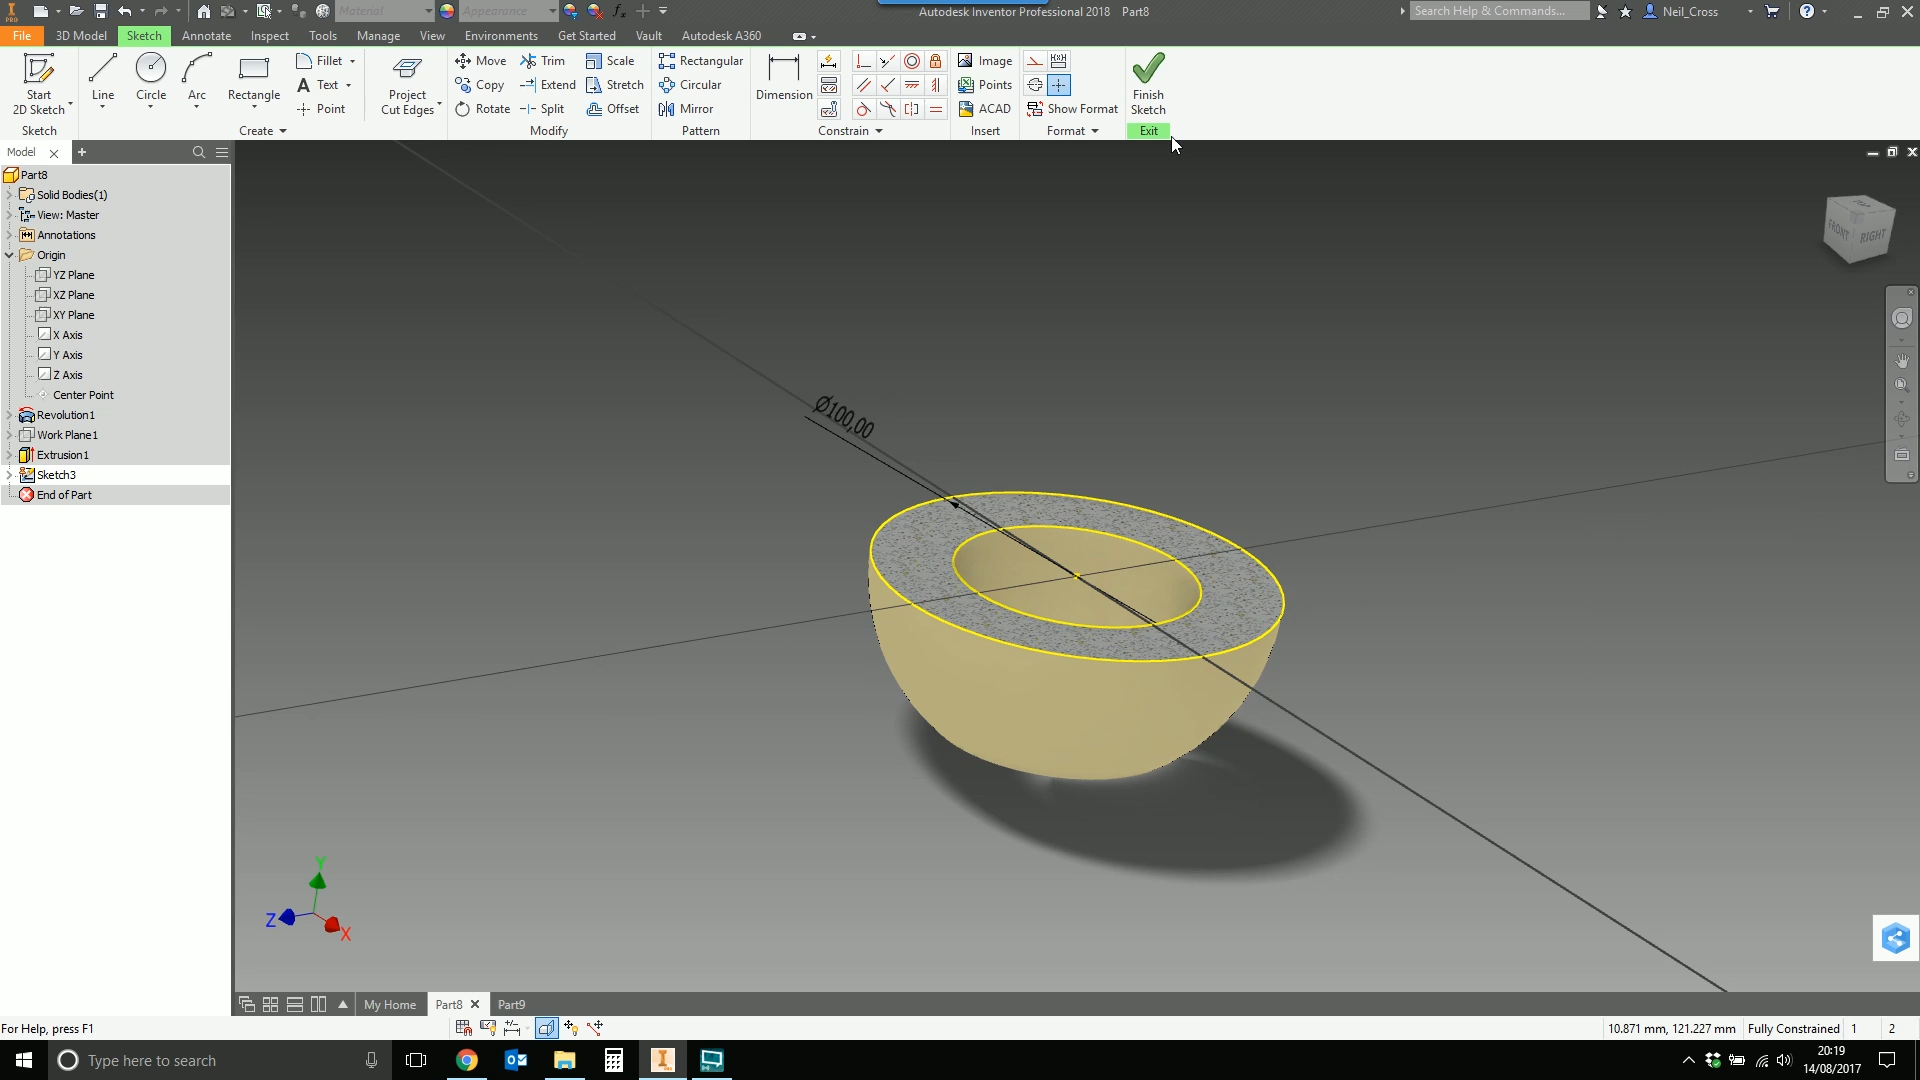 PRO
Material
Appearance
Autodesk Inventor Professional 2018 Part8
Search Help & Commands...
Neil_Cross
File 3D Model Sketch Annotate Inspect Tools Manage View Environments Get Started Vault Autodesk A360
Start
2D Sketch
Line
Circle
Arc
Rectangle
Fillet
Text
Point
Project
Cut Edges
Move
Copy
Rotate
Trim
Extend
Split
Scale
Stretch
Offset
Rectangular
Circular
Mirror
Dimension
Image
Points
ACAD
Show Format
Finish
Sketch
Sketch Create Modify Pattern Constrain Insert Format Exit
Model
Part8
Solid Bodies(1)
View: Master
Annotations
Origin
YZ Plane
XZ Plane
XY Plane
X Axis
Y Axis
Z Axis
Center Point
Revolution1
Work Plane1
Extrusion1
Sketch3
End of Part
TOP
FRONT
RIGHT
Ø100,00
Y
Z
X
My Home Part8 Part9
For Help, press F1
10.871 mm, 121.227 mm Fully Constrained 1 2
Type here to search
20:19
14/08/2017